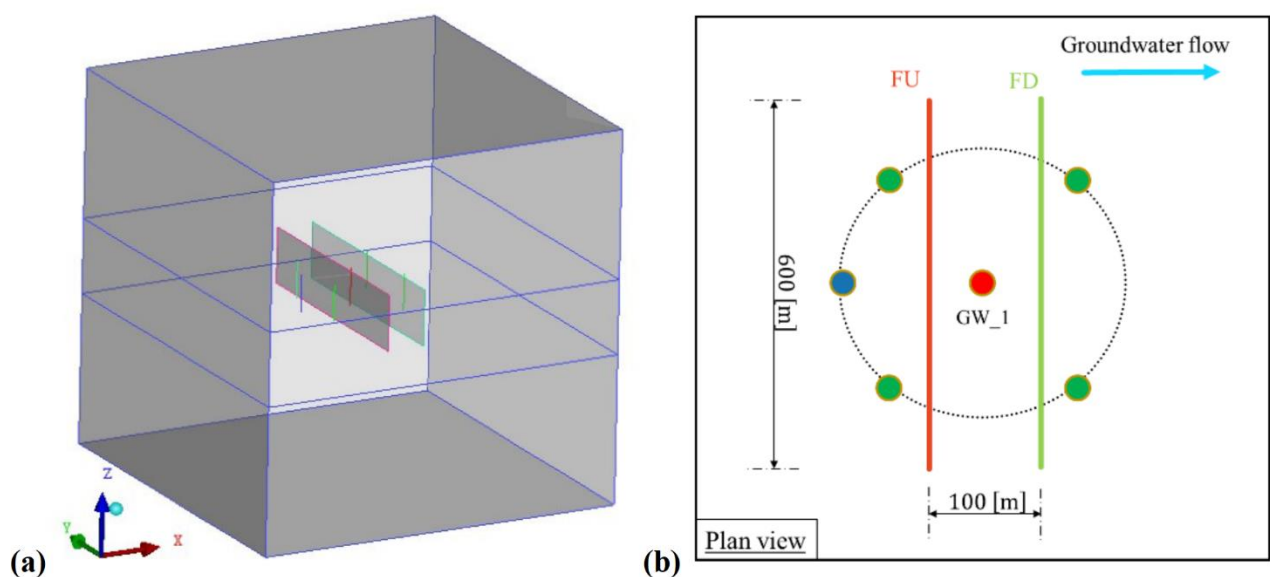 (a)
Z
Y
X
(b)
Groundwater flow
FU
FD
600 [m]
GW_1
100 [m]
Plan view